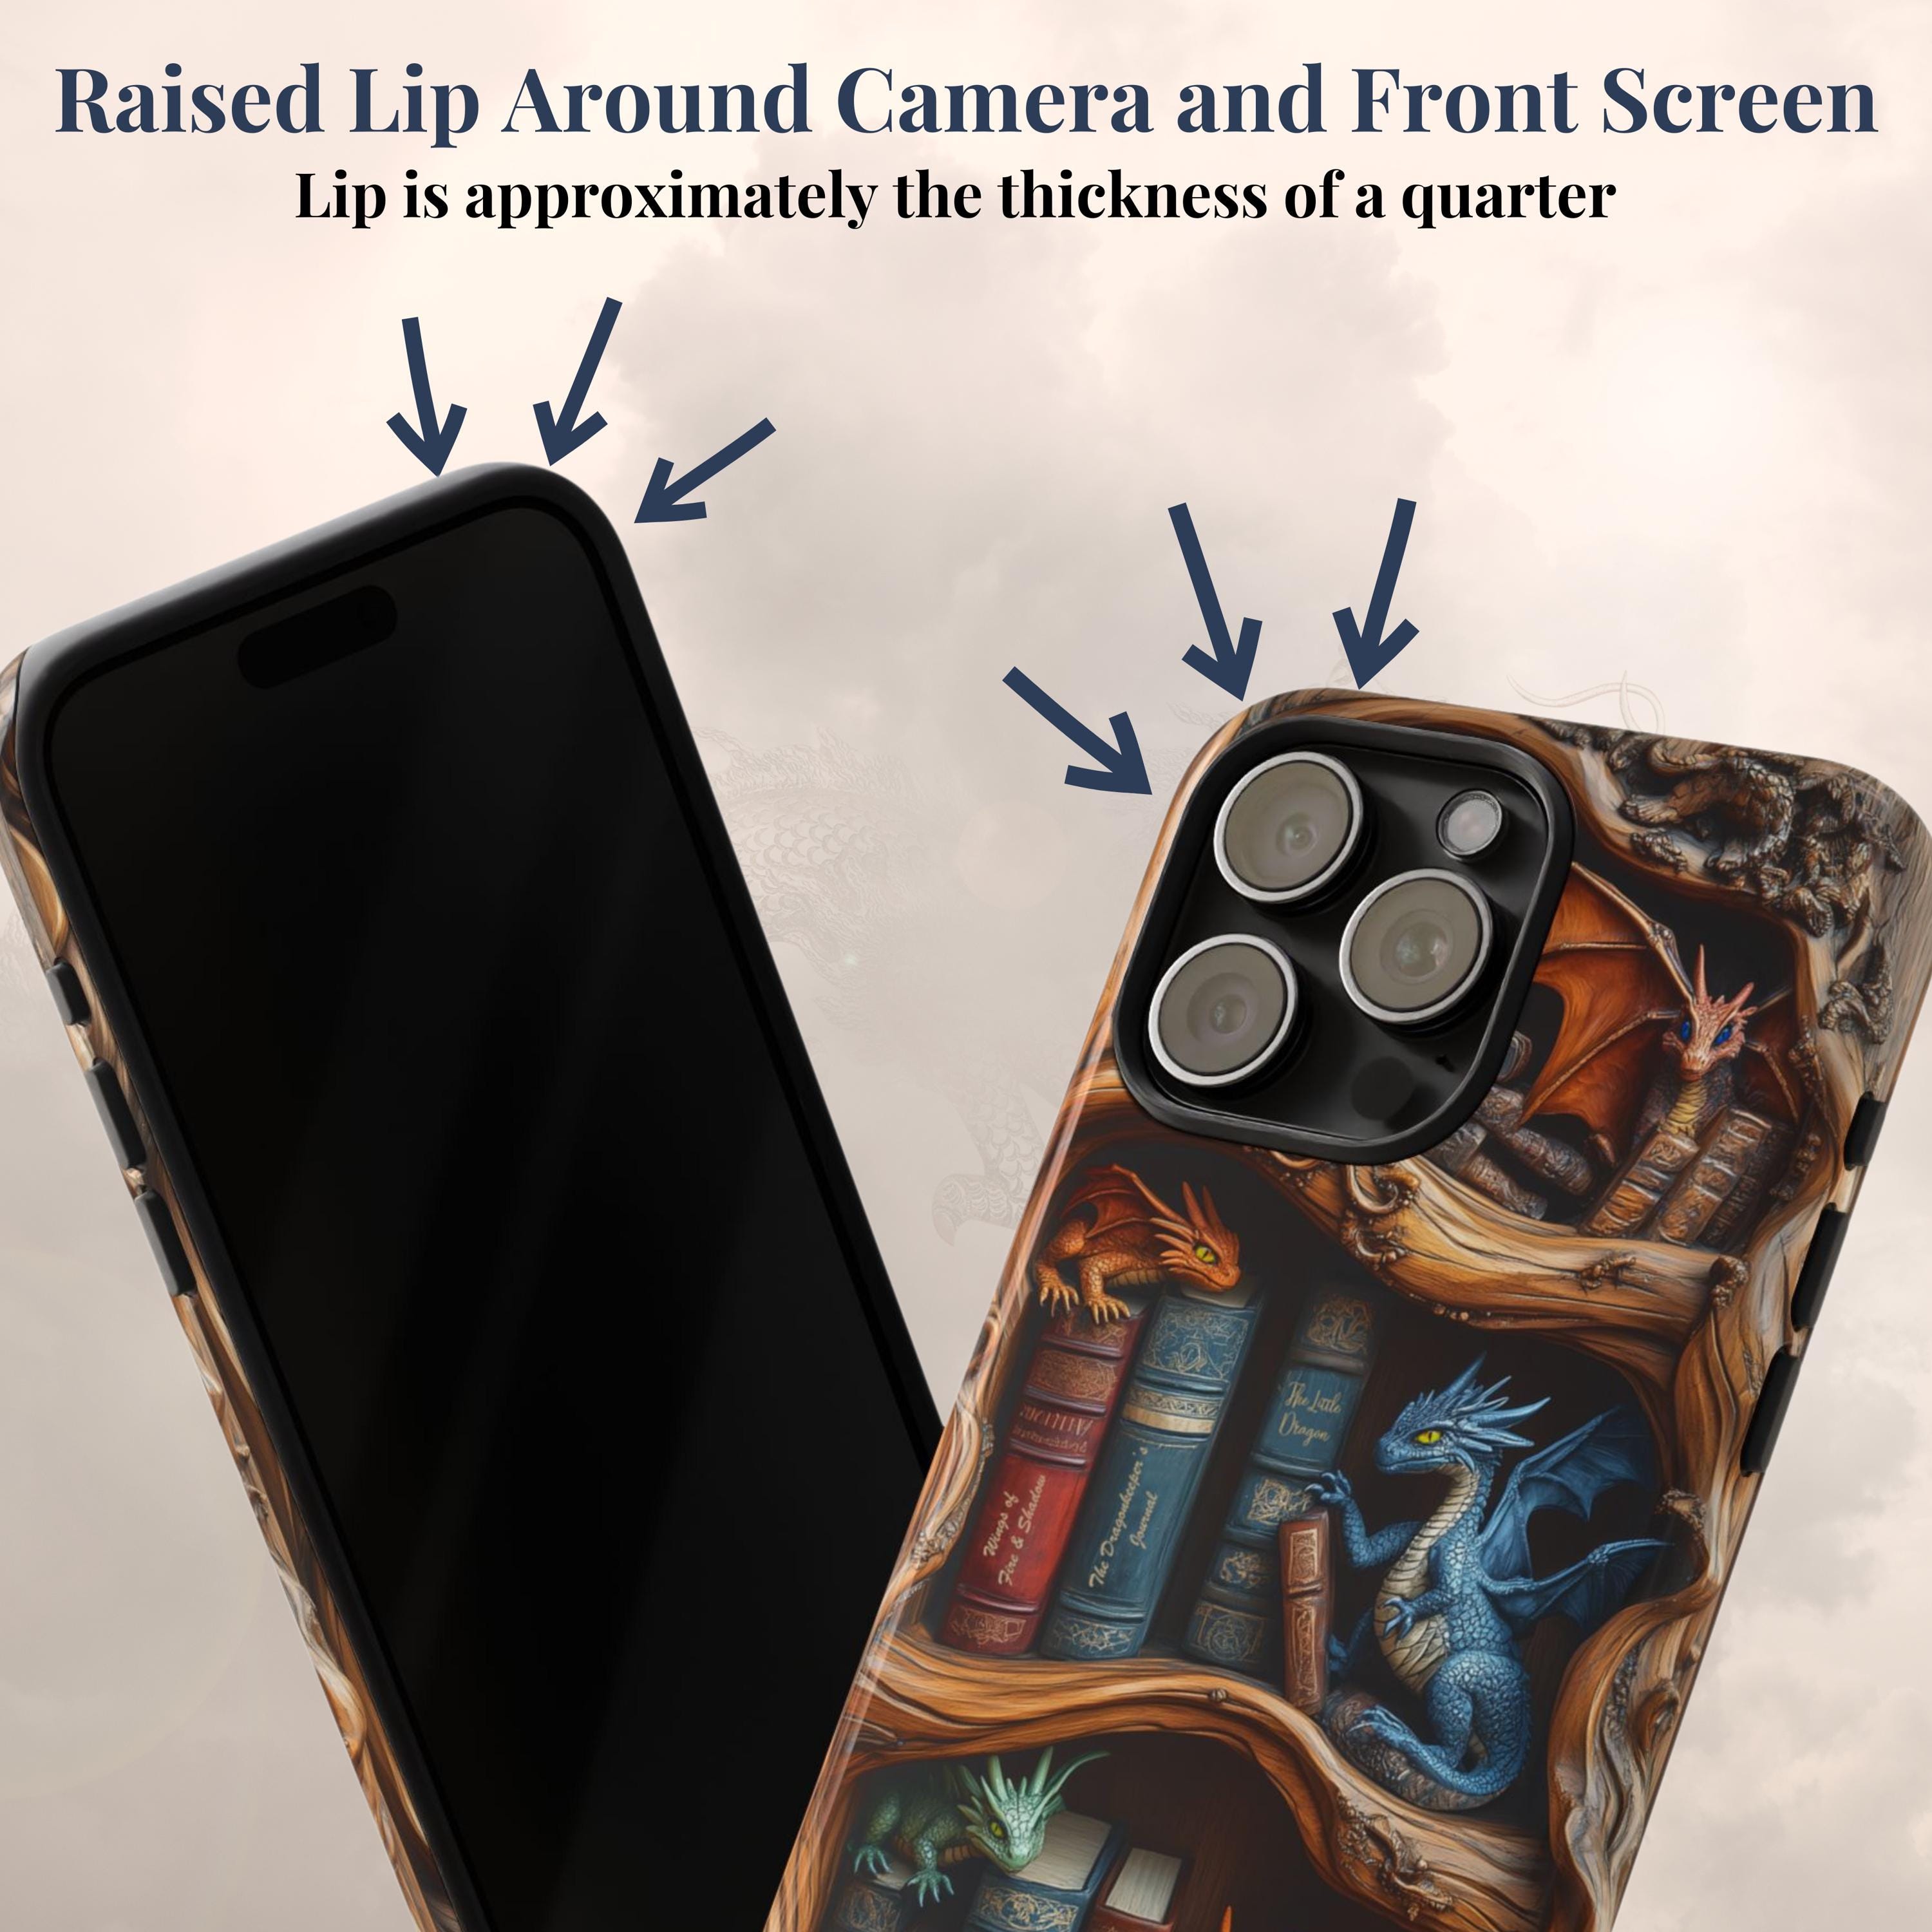 Raised Lip Around Camera and Front Screen
Lip is approximately the thickness of a quarter
The Little
Dragon
Wings of
Fire & Shadow
The Dragonkeeper's
Journal